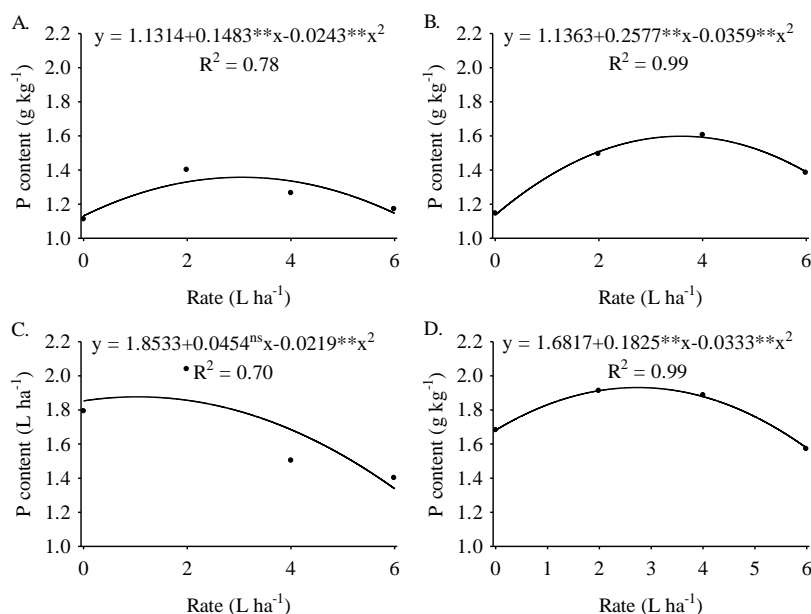 A.
y = 1.1314+0.1483**x-0.0243**x²
R² = 0.78
P content (g kg⁻¹)
2.2
2.0
1.8
1.6
1.4
1.2
1.0
0 2 4 6
Rate (L ha⁻¹)
B.
y = 1.1363+0.2577**x-0.0359**x²
R² = 0.99
P content (g kg⁻¹)
2.2
2.0
1.8
1.6
1.4
1.2
1.0
0 2 4 6
Rate (L ha⁻¹)
C.
y = 1.8533+0.0454ⁿˢx-0.0219**x²
R² = 0.70
P content (L ha⁻¹)
2.2
2.0
1.8
1.6
1.4
1.2
1.0
0 2 4 6
Rate (L ha⁻¹)
D.
y = 1.6817+0.1825**x-0.0333**x²
R² = 0.99
P content (g kg⁻¹)
2.2
2.0
1.8
1.6
1.4
1.2
1.0
0 1 2 3 4 5 6
Rate (L ha⁻¹)